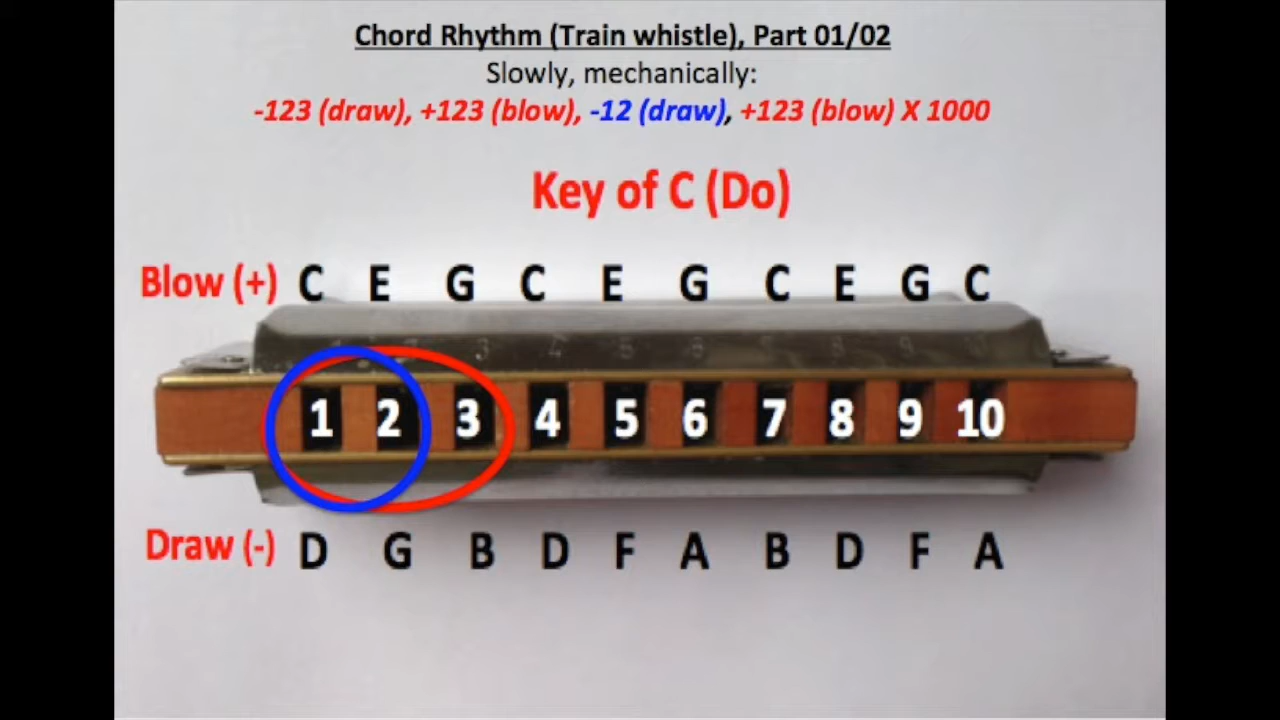 Chord Rhythm (Train whistle), Part 01/02
Slowly, mechanically:
-123 (draw), +123 (blow), -12 (draw), +123 (blow) X 1000
Key of C (Do)
Blow (+) C E G C E G C E G C
1 2 3 4 5 6 7 8 9 10
Draw (-) D G B D F A B D F A